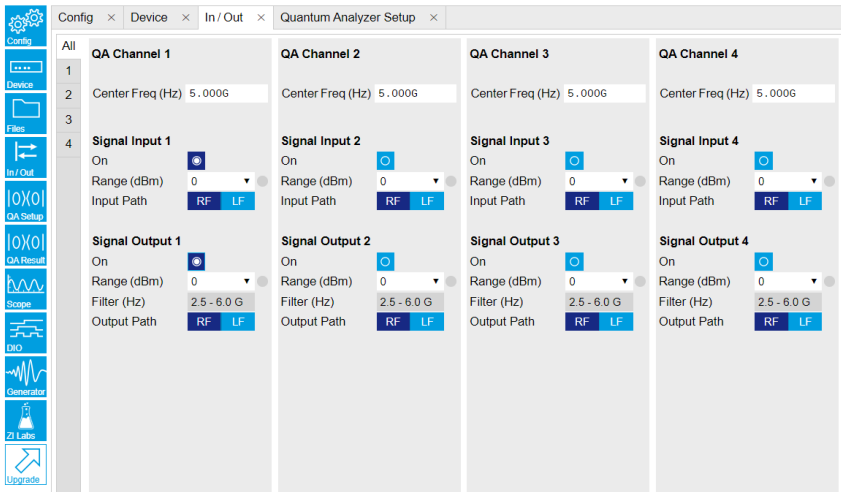 Config × Device × In / Out × Quantum Analyzer Setup ×
Config
Device
Files
In / Out
|0⟩⟨0|
QA Setup
|0⟩⟨0|
QA Result
Scope
DIO
Generator
ZI Labs
Upgrade
All
1
2
3
4
QA Channel 1
Center Freq (Hz) 5.000G
Signal Input 1
On
Range (dBm) 0
Input Path RF LF
Signal Output 1
On
Range (dBm) 0
Filter (Hz) 2.5 - 6.0 G
Output Path RF LF
QA Channel 2
Center Freq (Hz) 5.000G
Signal Input 2
On
Range (dBm) 0
Input Path RF LF
Signal Output 2
On
Range (dBm) 0
Filter (Hz) 2.5 - 6.0 G
Output Path RF LF
QA Channel 3
Center Freq (Hz) 5.000G
Signal Input 3
On
Range (dBm) 0
Input Path RF LF
Signal Output 3
On
Range (dBm) 0
Filter (Hz) 2.5 - 6.0 G
Output Path RF LF
QA Channel 4
Center Freq (Hz) 5.000G
Signal Input 4
On
Range (dBm) 0
Input Path RF LF
Signal Output 4
On
Range (dBm) 0
Filter (Hz) 2.5 - 6.0 G
Output Path RF LF